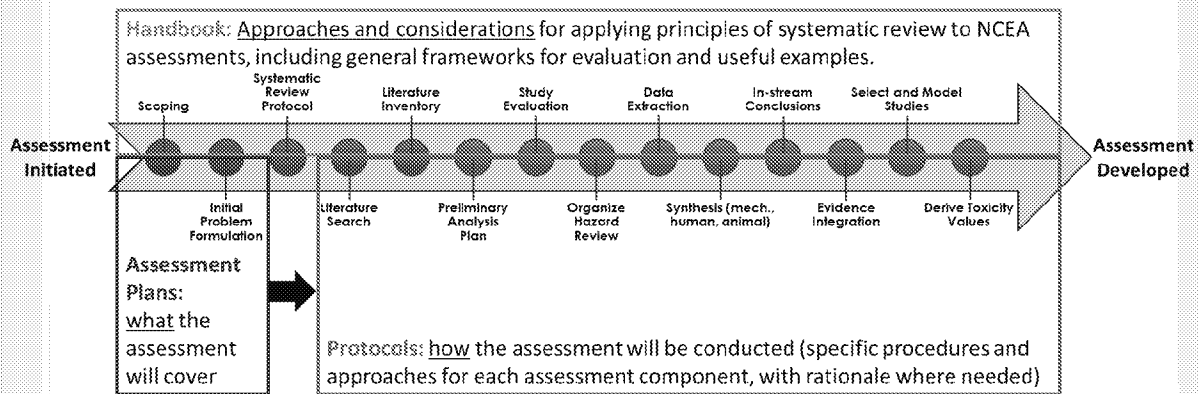 Handbook: Approaches and considerations for applying principles of systematic review to NCEA
assessments, including general frameworks for evaluation and useful examples.
Scoping
Systematic
Review
Protocol
Literature
Inventory
Study
Evaluation
Data
Extraction
In-stream
Conclusions
Select and Model
Studies
Assessment
Initiated
Assessment
Developed
Initial
Problem
Formulation
Literature
Search
Preliminary
Analysis
Plan
Organize
Hazard
Review
Synthesis (mech.,
human, animal)
Evidence
Integration
Derive Toxicity
Values
Assessment
Plans:
what the
assessment
will cover
Protocols: how the assessment will be conducted (specific procedures and
approaches for each assessment component, with rationale where needed)